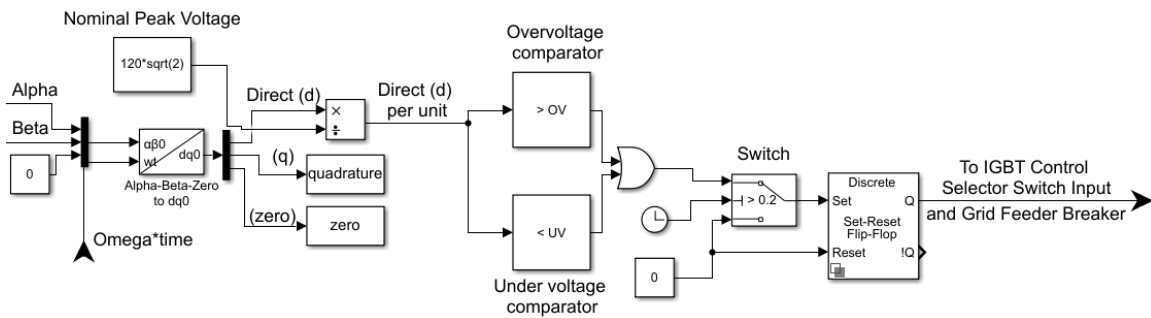 Nominal Peak Voltage
120*sqrt(2)
Alpha
Beta
0
αβ0
wt
dq0
Alpha-Beta-Zero
to dq0
Omega*time
Direct (d)
(q)
(zero)
×
÷
quadrature
zero
Direct (d)
per unit
Overvoltage
comparator
> OV
< UV
Under voltage
comparator
Switch
> 0.2
0
Discrete
Set
Q
Set-Reset
Flip-Flop
Reset
!Q
To IGBT Control
Selector Switch Input
and Grid Feeder Breaker